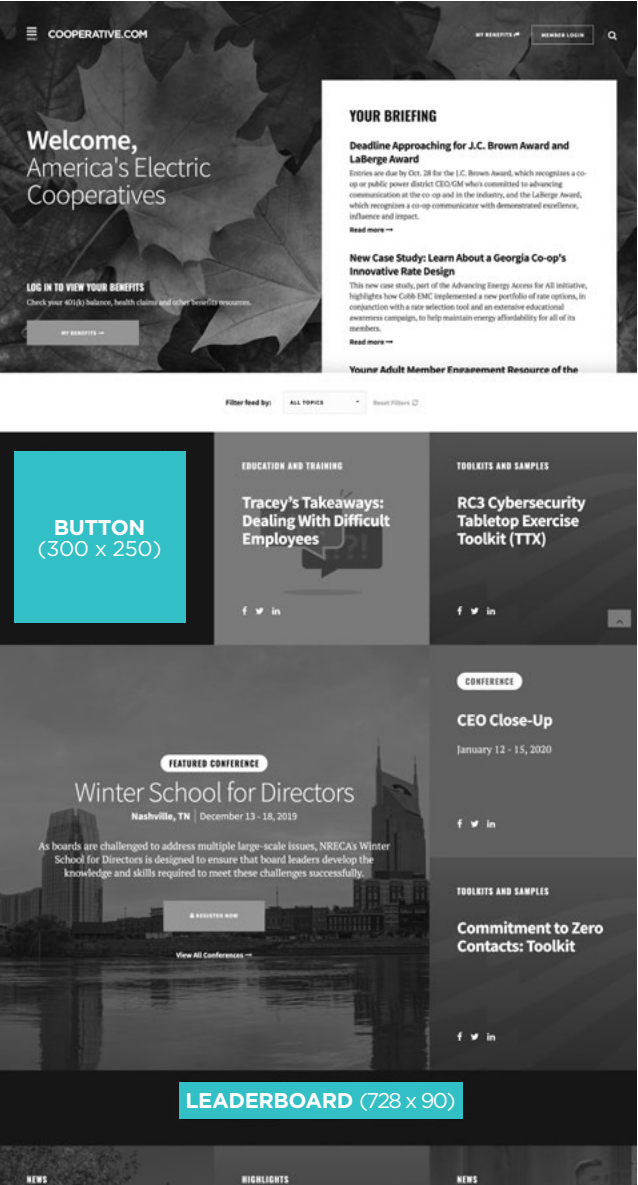 MENU
COOPERATIVE.COM
MY BENEFITS
MEMBER LOGIN
Welcome,
America's Electric
Cooperatives
LOG IN TO VIEW YOUR BENEFITS
Check your 401(k) balance, health claims and other benefits resources.
MY BENEFITS →
YOUR BRIEFING
Deadline Approaching for J.C. Brown Award and
LaBerge Award
Entries are due by Oct. 28 for the J.C. Brown Award, which recognizes a co-
op or public power district CEO/GM who's committed to advancing
communication at the co-op and in the industry, and the LaBerge Award,
which recognizes a co-op communicator with demonstrated excellence,
influence and impact.
Read more →
New Case Study: Learn About a Georgia Co-op's
Innovative Rate Design
This new case study, part of the Advancing Energy Access for All initiative,
highlights how Cobb EMC implemented a new portfolio of rate options, in
conjunction with a rate selection tool and an extensive educational
awareness campaign, to help maintain energy affordability for all of its
members.
Read more →
Young Adult Member Engagement Resource of the
Filter feed by:
ALL TOPICS
Reset Filters
BUTTON
(300 x 250)
EDUCATION AND TRAINING
Tracey's Takeaways:
Dealing With Difficult
Employees
?!
TOOLKITS AND SAMPLES
RC3 Cybersecurity
Tabletop Exercise
Toolkit (TTX)
FEATURED CONFERENCE
Winter School for Directors
Nashville, TN | December 13 - 18, 2019
As boards are challenged to address multiple large-scale issues, NRECA's Winter
School for Directors is designed to ensure that board leaders develop the
knowledge and skills required to meet these challenges successfully.
REGISTER NOW
View All Conferences →
CONFERENCE
CEO Close-Up
January 12 - 15, 2020
TOOLKITS AND SAMPLES
Commitment to Zero
Contacts: Toolkit
LEADERBOARD (728 x 90)
NEWS
HIGHLIGHTS
NEWS